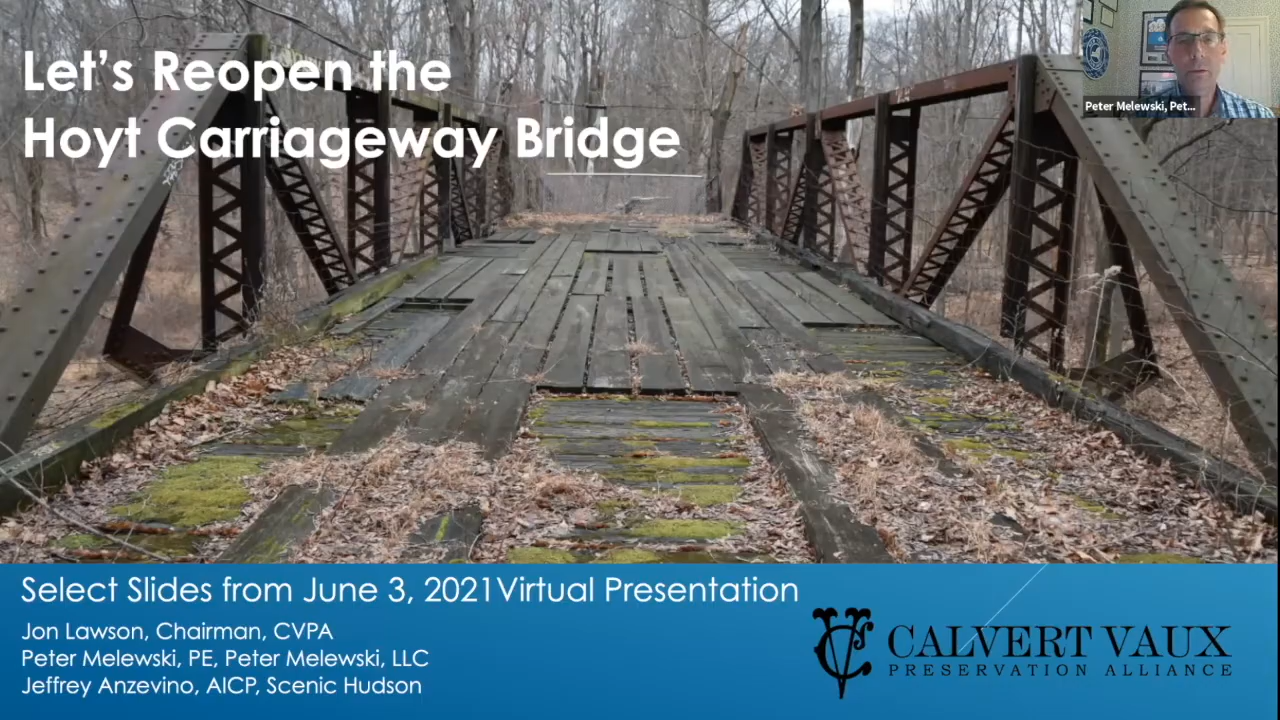 Let's Reopen the
Hoyt Carriageway Bridge
Peter Melewski, Pet...
Select Slides from June 3, 2021Virtual Presentation
Jon Lawson, Chairman, CVPA
Peter Melewski, PE, Peter Melewski, LLC
Jeffrey Anzevino, AICP, Scenic Hudson
CALVERT VAUX
PRESERVATION ALLIANCE